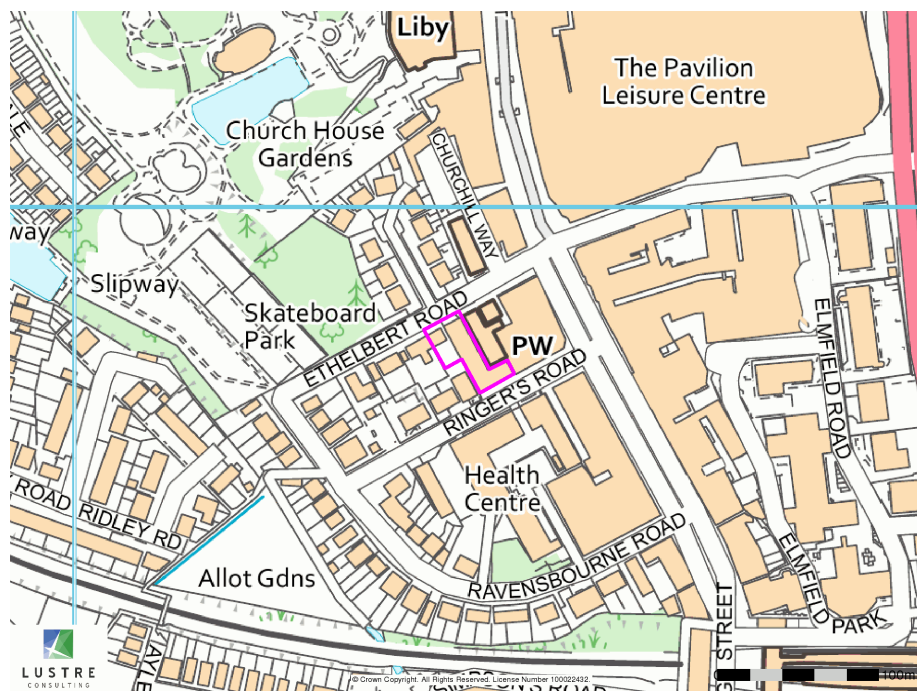 Liby
The Pavilion
Leisure Centre
Church House
Gardens
CHURCHILL WAY
way
Slipway
Skateboard
Park
ETHELBERT ROAD
PW
RINGER'S ROAD
ELMFIELD ROAD
Health
Centre
ROAD
RIDLEY RD
Allot Gdns
RAVENSBOURNE ROAD
ELMFIELD
PARK
STREET
LUSTRE
CONSULTING
© Crown Copyright. All Rights Reserved. License Number 100022432.
100m